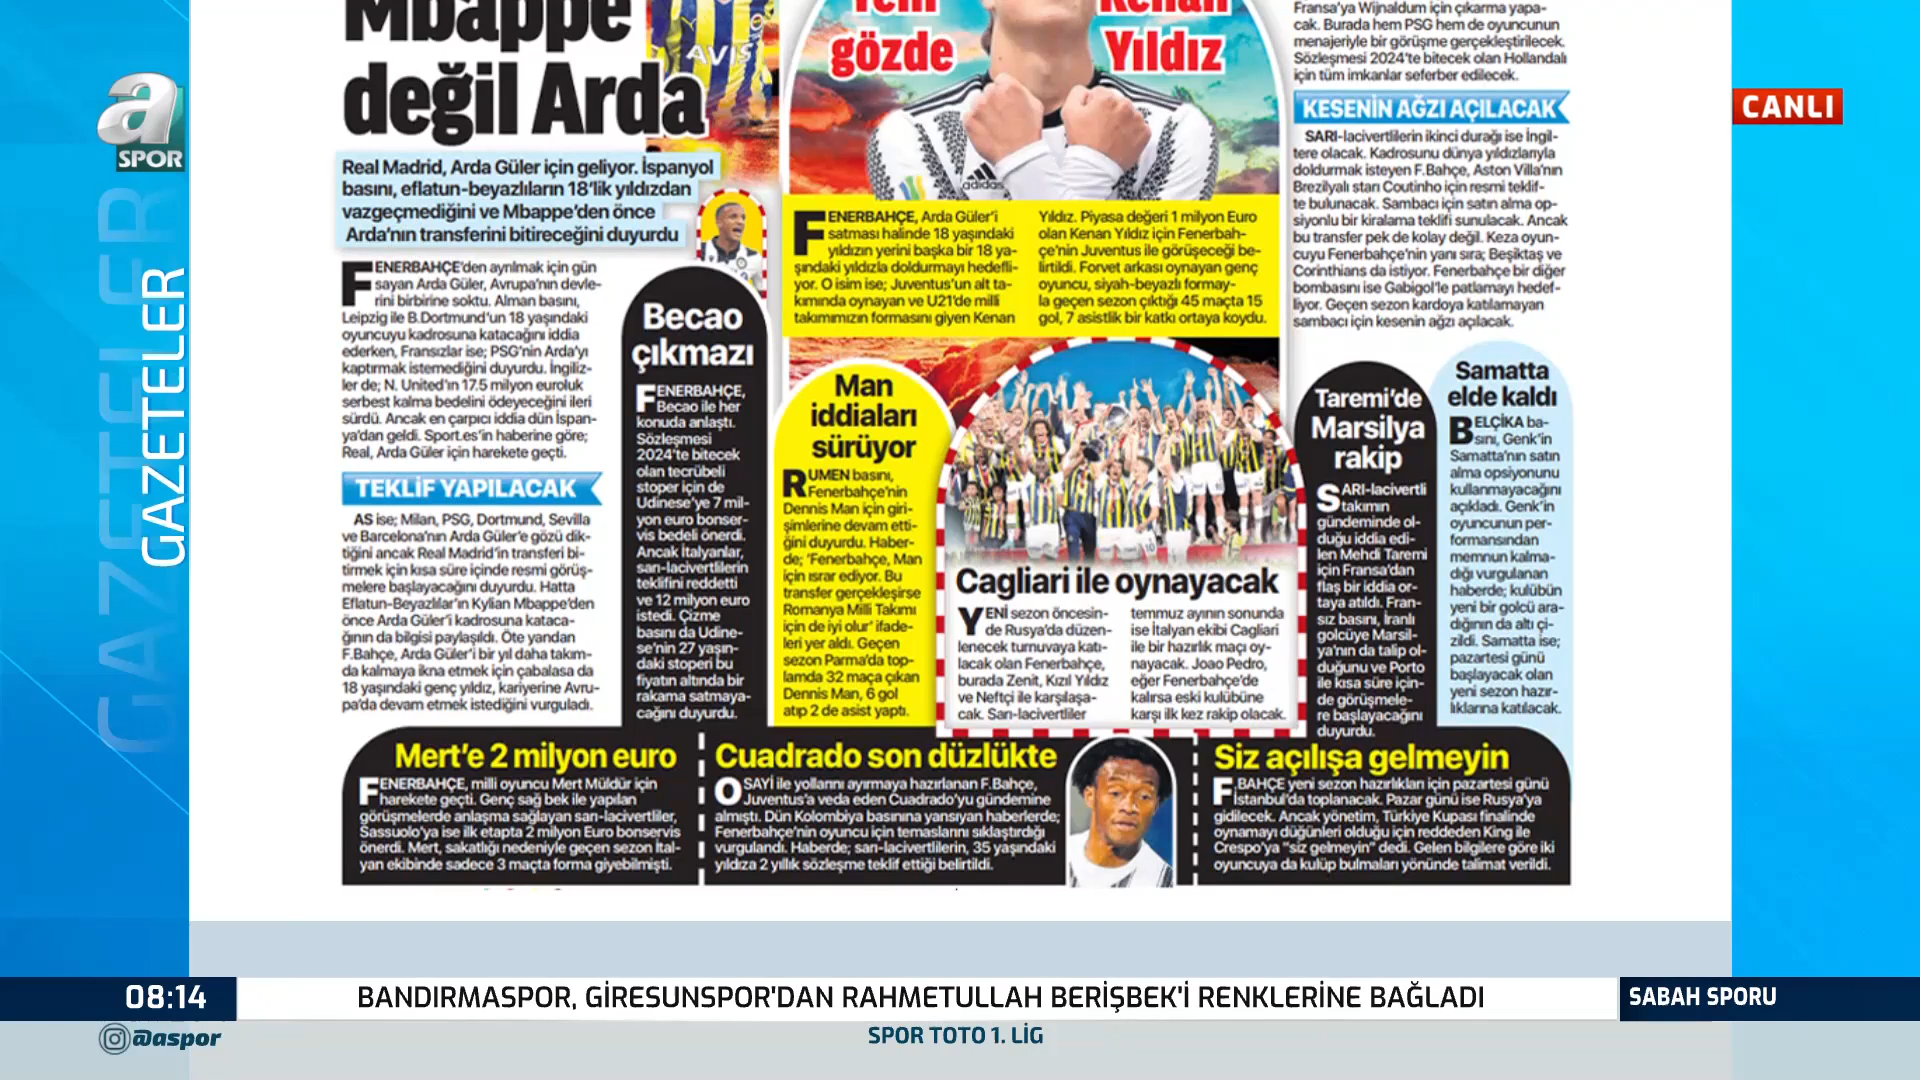 Mbappe
değil Arda
Real Madrid, Arda Güler için geliyor. İspanyol
basını, eflatun-beyazlıların 18'lik yıldızdan
vazgeçmediğini ve Mbappe'den önce
Arda'nın transferini bitireceğini duyurdu
FENERBAHÇE'den ayrılmak için gün
sayan Arda Güler, Avrupa'nın devle-
rini birbirine soktu. Alman basını,
Leipzig ile B.Dortmund'un 18 yaşındaki
oyuncuyu kadrosuna katacağını iddia
ederken, Fransızlar ise; PSG'nin Arda'yı
kaptırmak istemediğini duyurdu. İngiliz-
ler de; N. United'ın 17.5 milyon euroluk
serbest kalma bedelini ödeyeceğini ileri
sürdü. Ancak en çarpıcı iddia dün İspan-
ya'dan geldi. Sport.es'in haberine göre;
Real, Arda Güler için harekete geçti.
TEKLİF YAPILACAK
AS ise; Milan, PSG, Dortmund, Sevilla
ve Barcelona'nın Arda Güler'e gözü dik-
tiğini ancak Real Madrid'in transferi bi-
tirmek için kısa süre içinde resmi görüş-
melere başlayacağını duyurdu. Hatta
Eflatun-Beyazlılar'ın Kylian Mbappe'den
önce Arda Güler'i kadrosuna kataca-
ğının da bilgisi paylaşıldı. Öte yandan
F.Bahçe, Arda Güler'i bir yıl daha takım-
da kalmaya ikna etmek için çabalasa da
18 yaşındaki genç yıldız, kariyerine Avru-
pa'da devam etmek istediğini vurguladı.
Becao
çıkmazı
FENERBAHÇE,
Becao ile her
konuda anlaştı.
Sözleşmesi
2024'te bitecek
olan tecrübeli
stoper için de
Udinese'ye 7 mil-
yon euro bonser-
vis bedeli önerdi.
Ancak İtalyanlar,
sarı-lacivertlilerin
teklifini reddetti
ve 12 milyon euro
istedi. Çizme
basını da Udine-
se'nin 27 yaşın-
daki stoperi bu
fiyatın altında bir
rakama satmaya-
cağını duyurdu.
Yeni
gözde
Kenan
Yıldız
adidas
FENERBAHÇE, Arda Güler'i
satması halinde 18 yaşındaki
yıldızın yerini başka bir 18 ya-
şındaki yıldızla doldurmayı hedefli-
yor. O isim ise; Juventus'un alt ta-
kımında oynayan ve U21'de milli
takımımızın formasını giyen Kenan
Yıldız. Piyasa değeri 1 milyon Euro
olan Kenan Yıldız için Fenerbah-
çe'nin Juventus ile görüşeceği be-
lirtildi. Forvet arkası oynayan genç
oyuncu, siyah-beyazlı formay-
la geçen sezon çıktığı 45 maçta 15
gol, 7 asistlik bir katkı ortaya koydu.
Man
iddiaları
sürüyor
RUMEN basını,
Fenerbahçe'nin
Dennis Man için giri-
şimlerine devam etti-
ğini duyurdu. Haber-
de; 'Fenerbahçe, Man
için ısrar ediyor. Bu
transfer gerçekleşirse
Romanya Milli Takımı
için de iyi olur' ifade-
leri yer aldı. Geçen
sezon Parma'da top-
lamda 32 maça çıkan
Dennis Man, 6 gol
atıp 2 de asist yaptı.
Cagliari ile oynayacak
YENİ sezon öncesin-
de Rusya'da düzen-
lenecek turnuvaya katı-
lacak olan Fenerbahçe,
burada Zenit, Kızıl Yıldız
ve Neftçi ile karşılaşa-
cak. Sarı-lacivertliler
temmuz ayının sonunda
ise İtalyan ekibi Cagliari
ile bir hazırlık maçı oy-
nayacak. Joao Pedro,
eğer Fenerbahçe'de
kalırsa eski kulübüne
karşı ilk kez rakip olacak.
Fransa'ya Wijnaldum için çıkarma yapa-
cak. Burada hem PSG hem de oyuncunun
menajeriyle bir görüşme gerçekleştirilecek.
Sözleşmesi 2024'te bitecek olan Hollandalı
için tüm imkanlar seferber edilecek.
KESENİN AĞZI AÇILACAK
SARI-lacivertlilerin ikinci durağı ise İngil-
tere olacak. Kadrosunu dünya yıldızlarıyla
doldurmak isteyen F.Bahçe, Aston Villa'nın
Brezilyalı starı Coutinho için resmi teklif-
te bulunacak. Sambacı için satın alma op-
siyonlu bir kiralama teklifi sunulacak. Ancak
bu transfer pek de kolay değil. Keza oyun-
cuyu Fenerbahçe'nin yanı sıra; Beşiktaş ve
Corinthians da istiyor. Fenerbahçe bir diğer
bombasını ise Gabigol'le patlamayı hedef-
liyor. Geçen sezon kardoya katılamayan
sambacı için kesenin ağzı açılacak.
Taremi'de
Marsilya
rakip
SARI-lacivertli
takımın
gündeminde ol-
duğu iddia edi-
len Mehdi Taremi
için Fransa'dan
flaş bir iddia or-
taya atıldı. Fran-
sız basını, İranlı
golcüye Marsil-
ya'nın da talip ol-
duğunu ve Porto
ile kısa süre için-
de görüşmele-
re başlayacağını
duyurdu.
Samatta
elde kaldı
BELÇİKA ba-
sını, Genk'in
Samatta'nın satın
alma opsiyonunu
kullanmayacağını
açıkladı. Genk'in
oyuncunun per-
formansından
memnun kalma-
dığı vurgulanan
haberde; kulübün
yeni bir golcü ara-
dığının da altı çi-
zildi. Samatta ise;
pazartesi günü
başlayacak olan
yeni sezon hazır-
lıklarına katılacak.
Mert'e 2 milyon euro
FENERBAHÇE, milli oyuncu Mert Müldür için
harekete geçti. Genç sağ bek ile yapılan
görüşmelerde anlaşma sağlayan sarı-lacivertliler,
Sassuolo'ya ise ilk etapta 2 milyon Euro bonservis
önerdi. Mert, sakatlığı nedeniyle geçen sezon İtal-
yan ekibinde sadece 3 maçta forma giyebilmişti.
Cuadrado son düzlükte
OSAYİ ile yollarını ayırmaya hazırlanan F.Bahçe,
Juventus'a veda eden Cuadrado'yu gündemine
almıştı. Dün Kolombiya basınına yansıyan haberlerde;
Fenerbahçe'nin oyuncu için temaslarını sıklaştırdığı
vurgulandı. Haberde; sarı-lacivertlilerin, 35 yaşındaki
yıldıza 2 yıllık sözleşme teklif ettiği belirtildi.
Siz açılışa gelmeyin
F.BAHÇE yeni sezon hazırlıkları için pazartesi günü
İstanbul'da toplanacak. Pazar günü ise Rusya'ya
gidilecek. Ancak yönetim, Türkiye Kupası finalinde
oynamayı düğünleri olduğu için reddeden King ile
Crespo'ya "siz gelmeyin" dedi. Gelen bilgilere göre iki
oyuncuya da kulüp bulmaları yönünde talimat verildi.
a
SPOR
GAZETELER
GAZETELER
CANLI
08:14
BANDIRMASPOR, GİRESUNSPOR'DAN RAHMETULLAH BERİŞBEK'İ RENKLERİNE BAĞLADI
SABAH SPORU
@aspor
SPOR TOTO 1. LİG